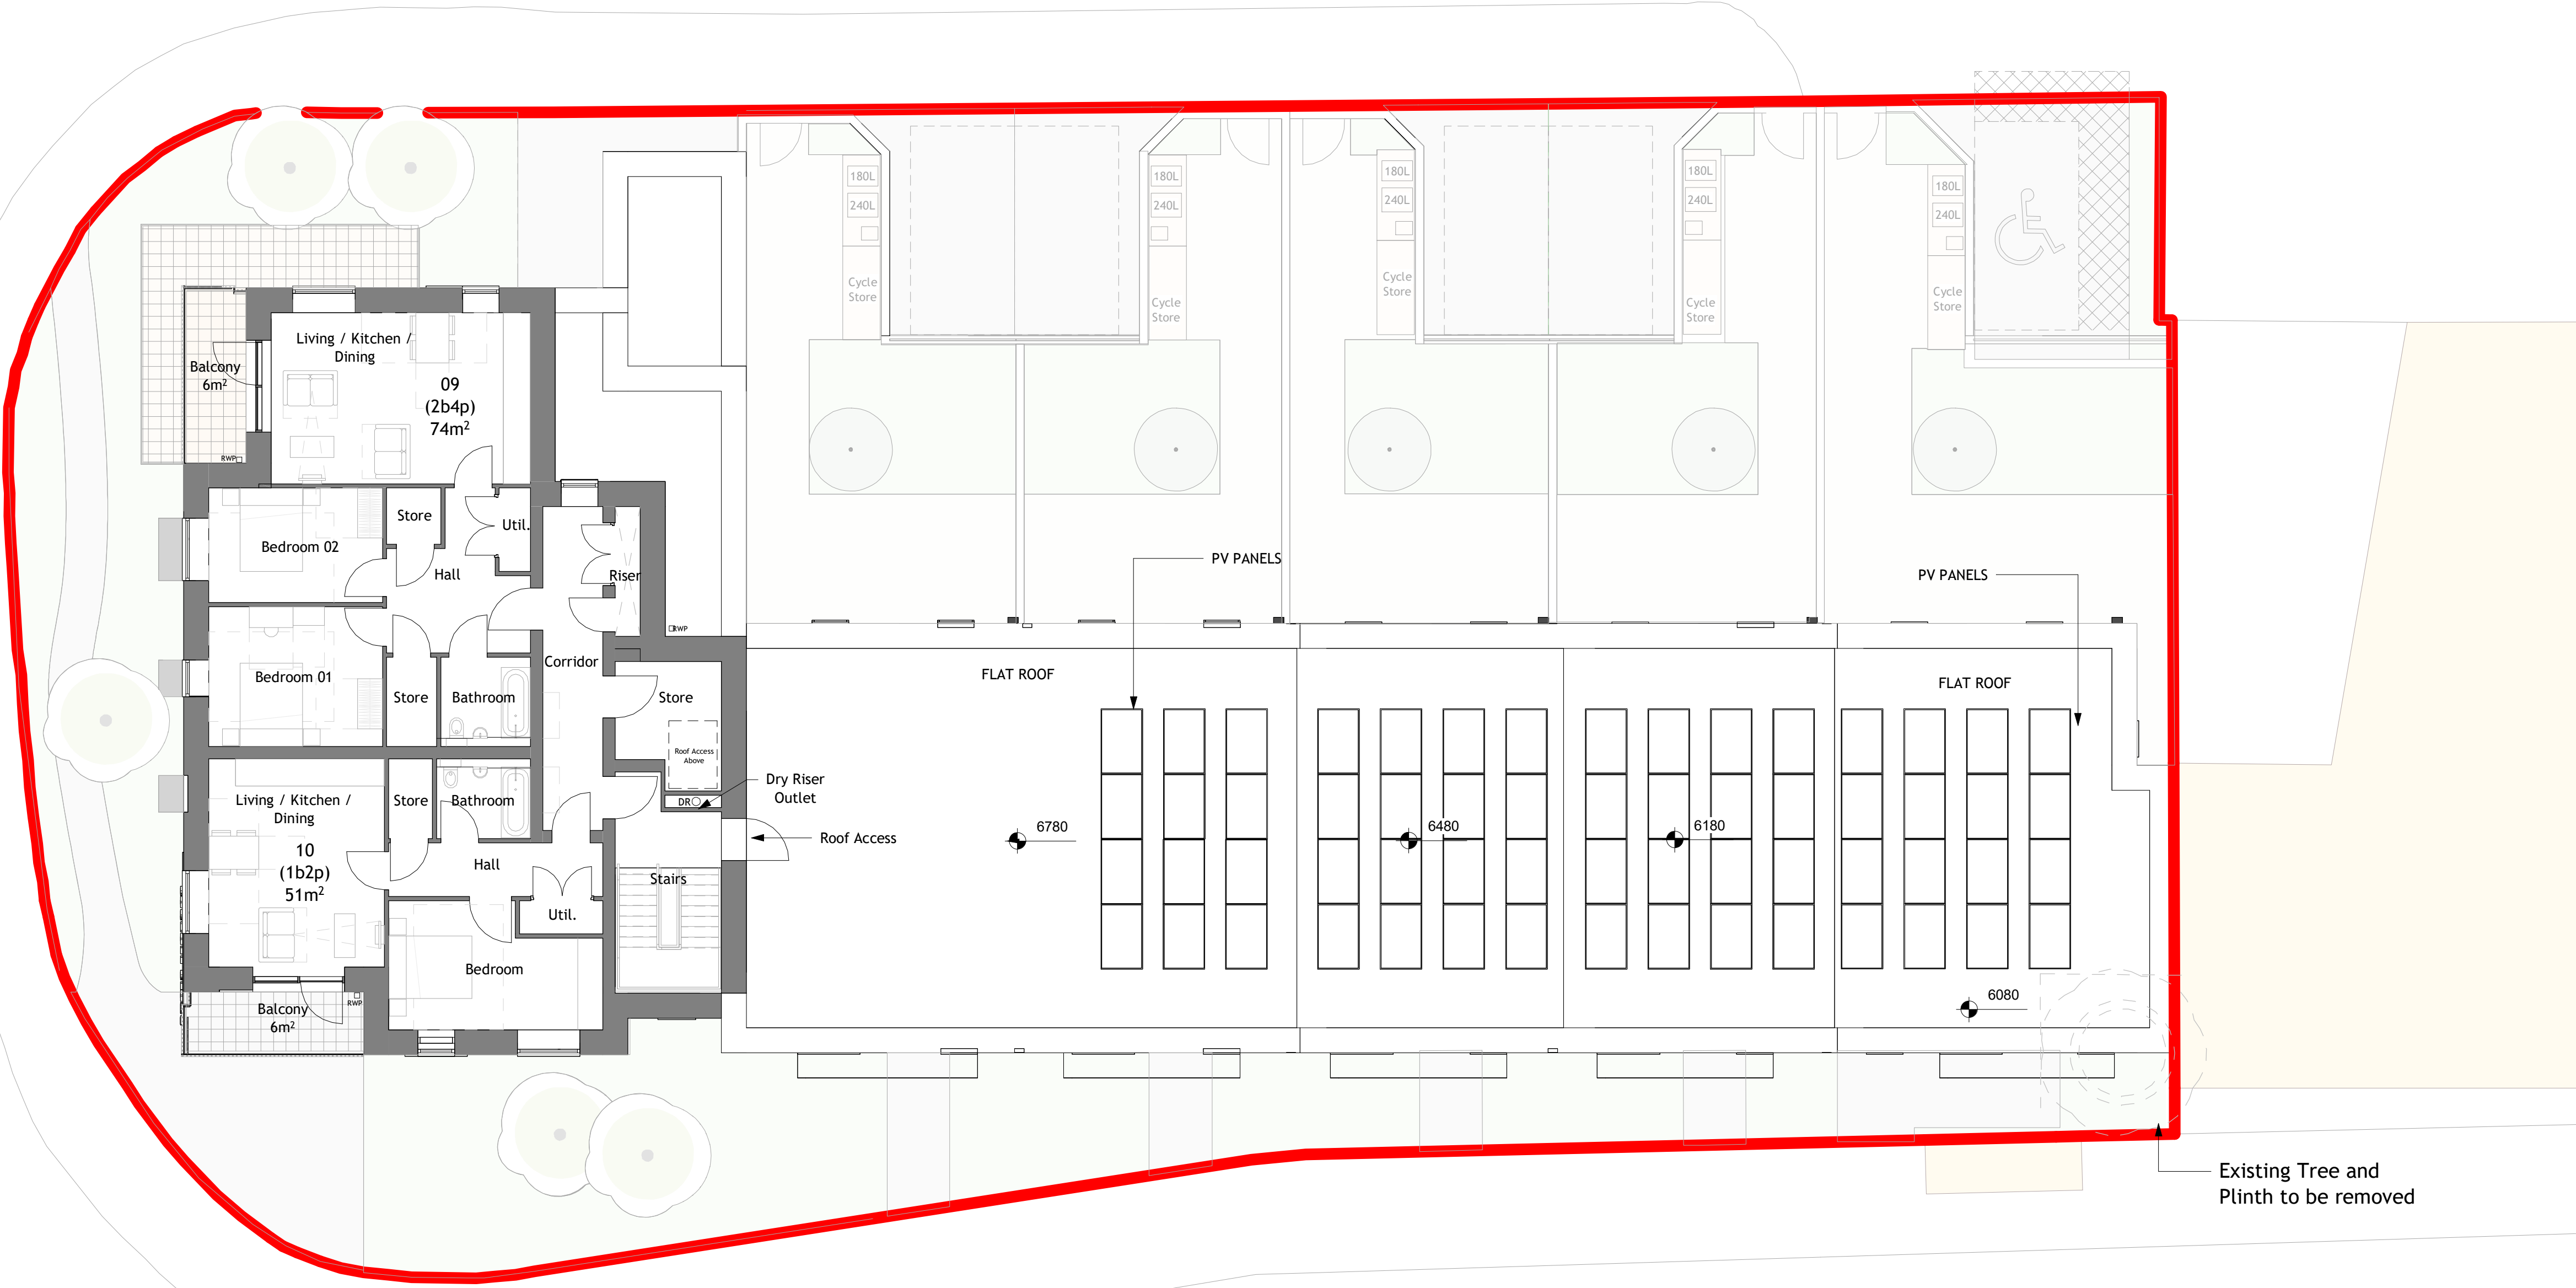 180L
240L
Cycle
Store
180L
240L
Cycle
Store
180L
240L
Cycle
Store
180L
240L
Cycle
Store
180L
240L
Cycle
Store
Living / Kitchen /
Dining
Balcony
6m²
09
(2b4p)
74m²
RWP
Store
Util.
Bedroom 02
Hall
Riser
RWP
Bedroom 01
Store
Bathroom
Corridor
Store
Roof Access
Above
DR
Dry Riser
Outlet
Roof Access
Living / Kitchen /
Dining
Store
Bathroom
10
(1b2p)
51m²
Hall
Stairs
Util.
Bedroom
Balcony
6m²
RWP
PV PANELS
PV PANELS
FLAT ROOF
FLAT ROOF
6780
6480
6180
6080
Existing Tree and
Plinth to be removed